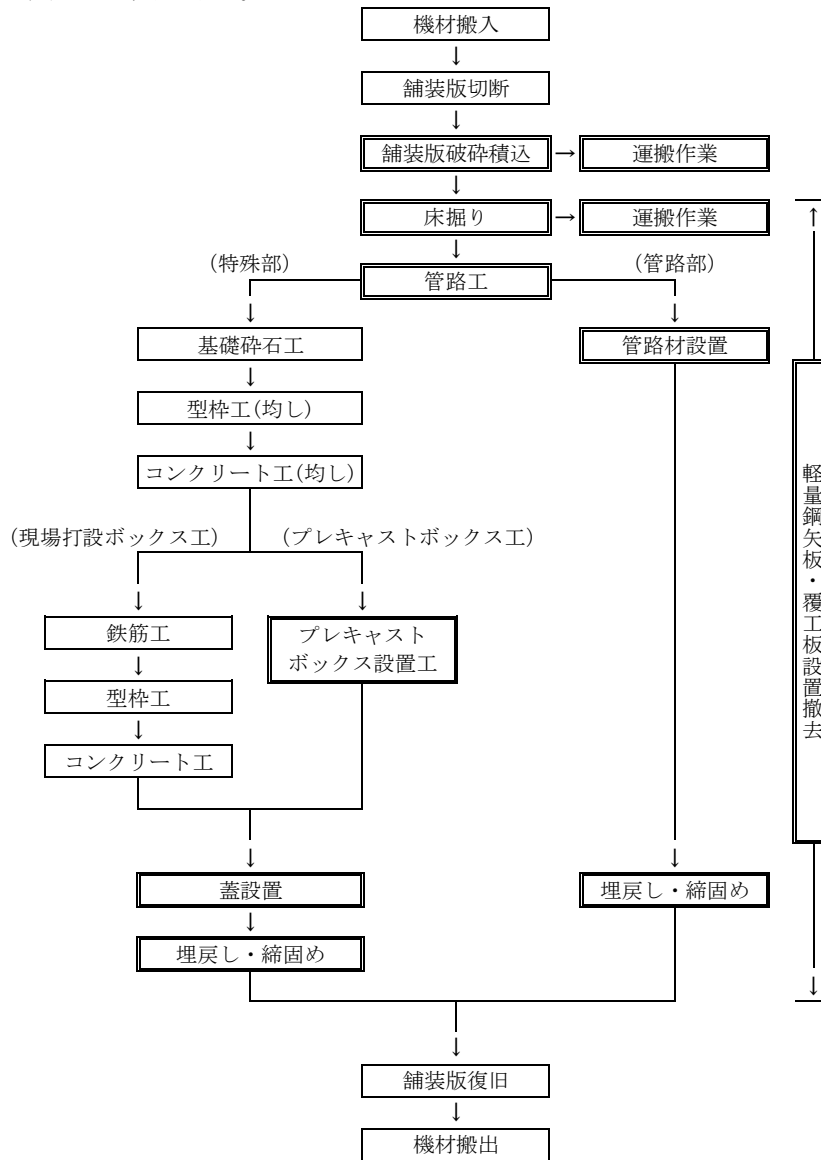 機材搬入
↓
舗装版切断
↓
舗装版破砕積込 → 運搬作業
↓
床掘り → 運搬作業
↓
(特殊部)
管路工
(管路部)
↓
基礎砕石工
↓
型枠工(均し)
↓
コンクリート工(均し)
(現場打設ボックス工)
(プレキャストボックス工)
↓
鉄筋工
↓
型枠工
↓
コンクリート工
↓
プレキャスト
ボックス設置工
↓
蓋設置
↓
埋戻し・締固め
↓
管路材設置
↓
埋戻し・締固め
↑
軽量鋼矢板・覆工板設置撤去
↓
↓
舗装版復旧
↓
機材搬出